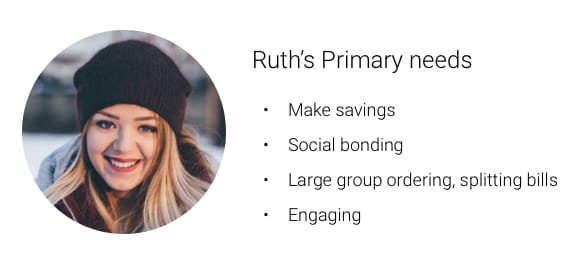 Ruth’s Primary needs
• Make savings
• Social bonding
• Large group ordering, splitting bills
• Engaging